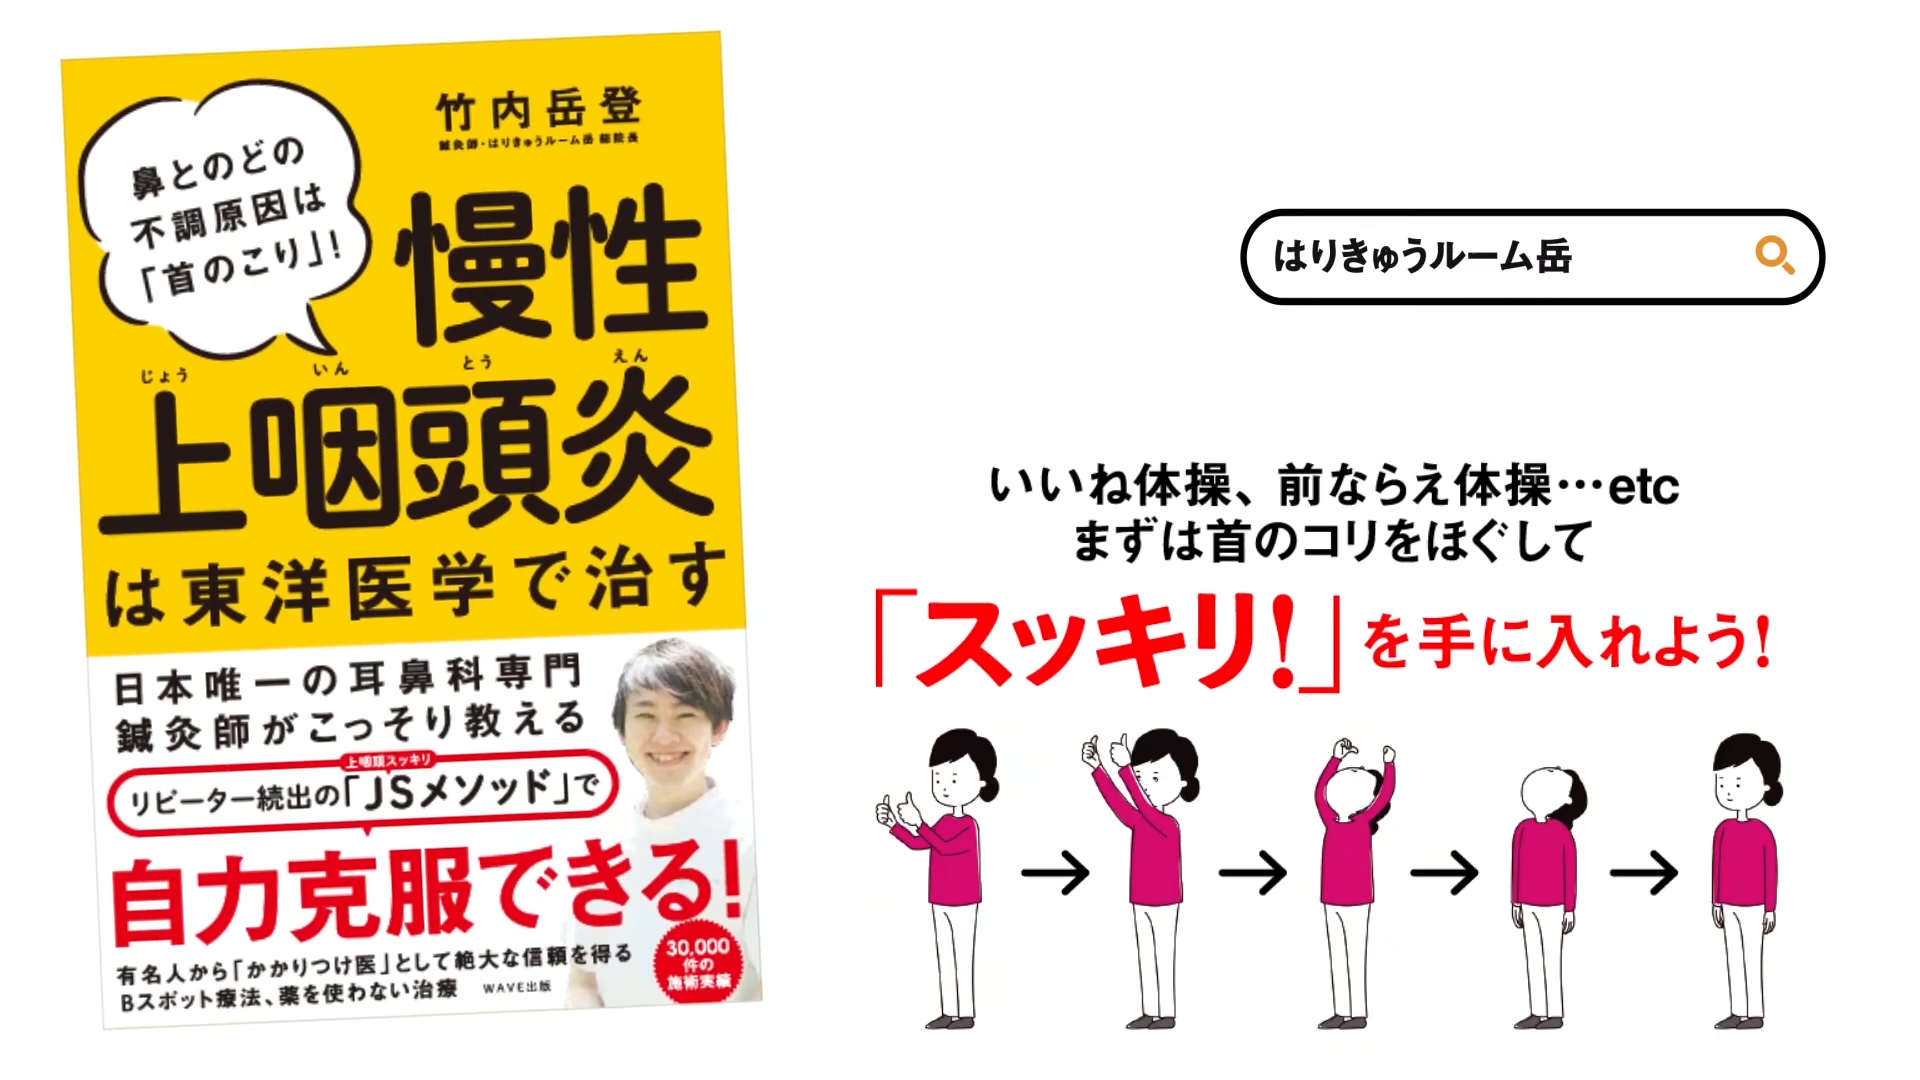 竹内岳登
鍼灸師・はりきゅうルーム岳 総院長
鼻とのどの
不調原因は
「首のこり」!
慢性
じょう いん とう えん
上咽頭炎
は東洋医学で治す
日本唯一の耳鼻科専門
鍼灸師がこっそり教える
上咽頭スッキリ
リピーター続出の「JSメソッド」で
自力克服できる!
有名人から「かかりつけ医」として絶大な信頼を得る
Bスポット療法、薬を使わない治療
WAVE出版
30,000
件の
施術実績
はりきゅうルーム岳
いいね体操、前ならえ体操…etc
まずは首のコリをほぐして
「スッキリ!」を手に入れよう!